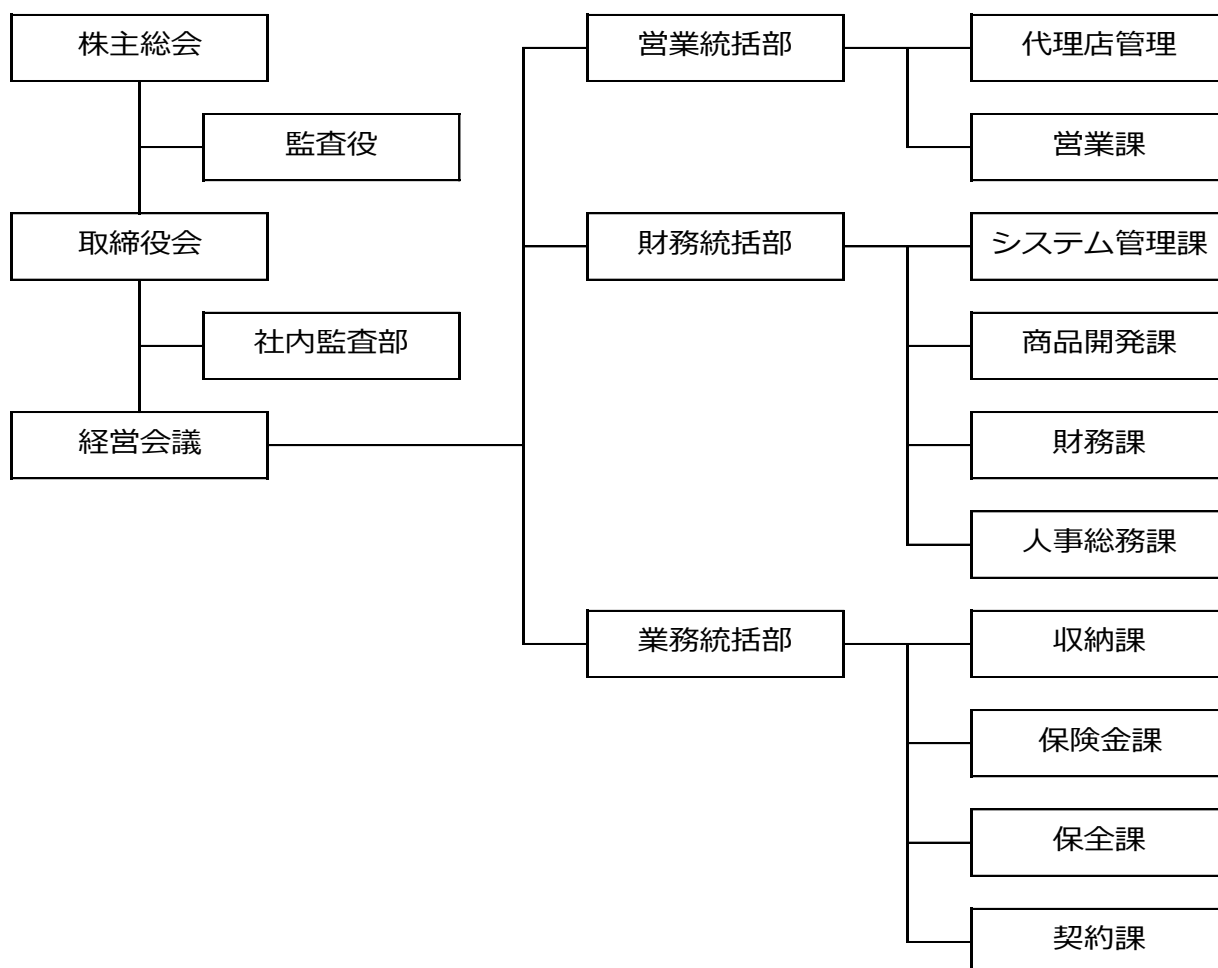 株主総会
監査役
取締役会
社内監査部
経営会議
営業統括部
代理店管理
営業課
財務統括部
システム管理課
商品開発課
財務課
人事総務課
業務統括部
収納課
保険金課
保全課
契約課